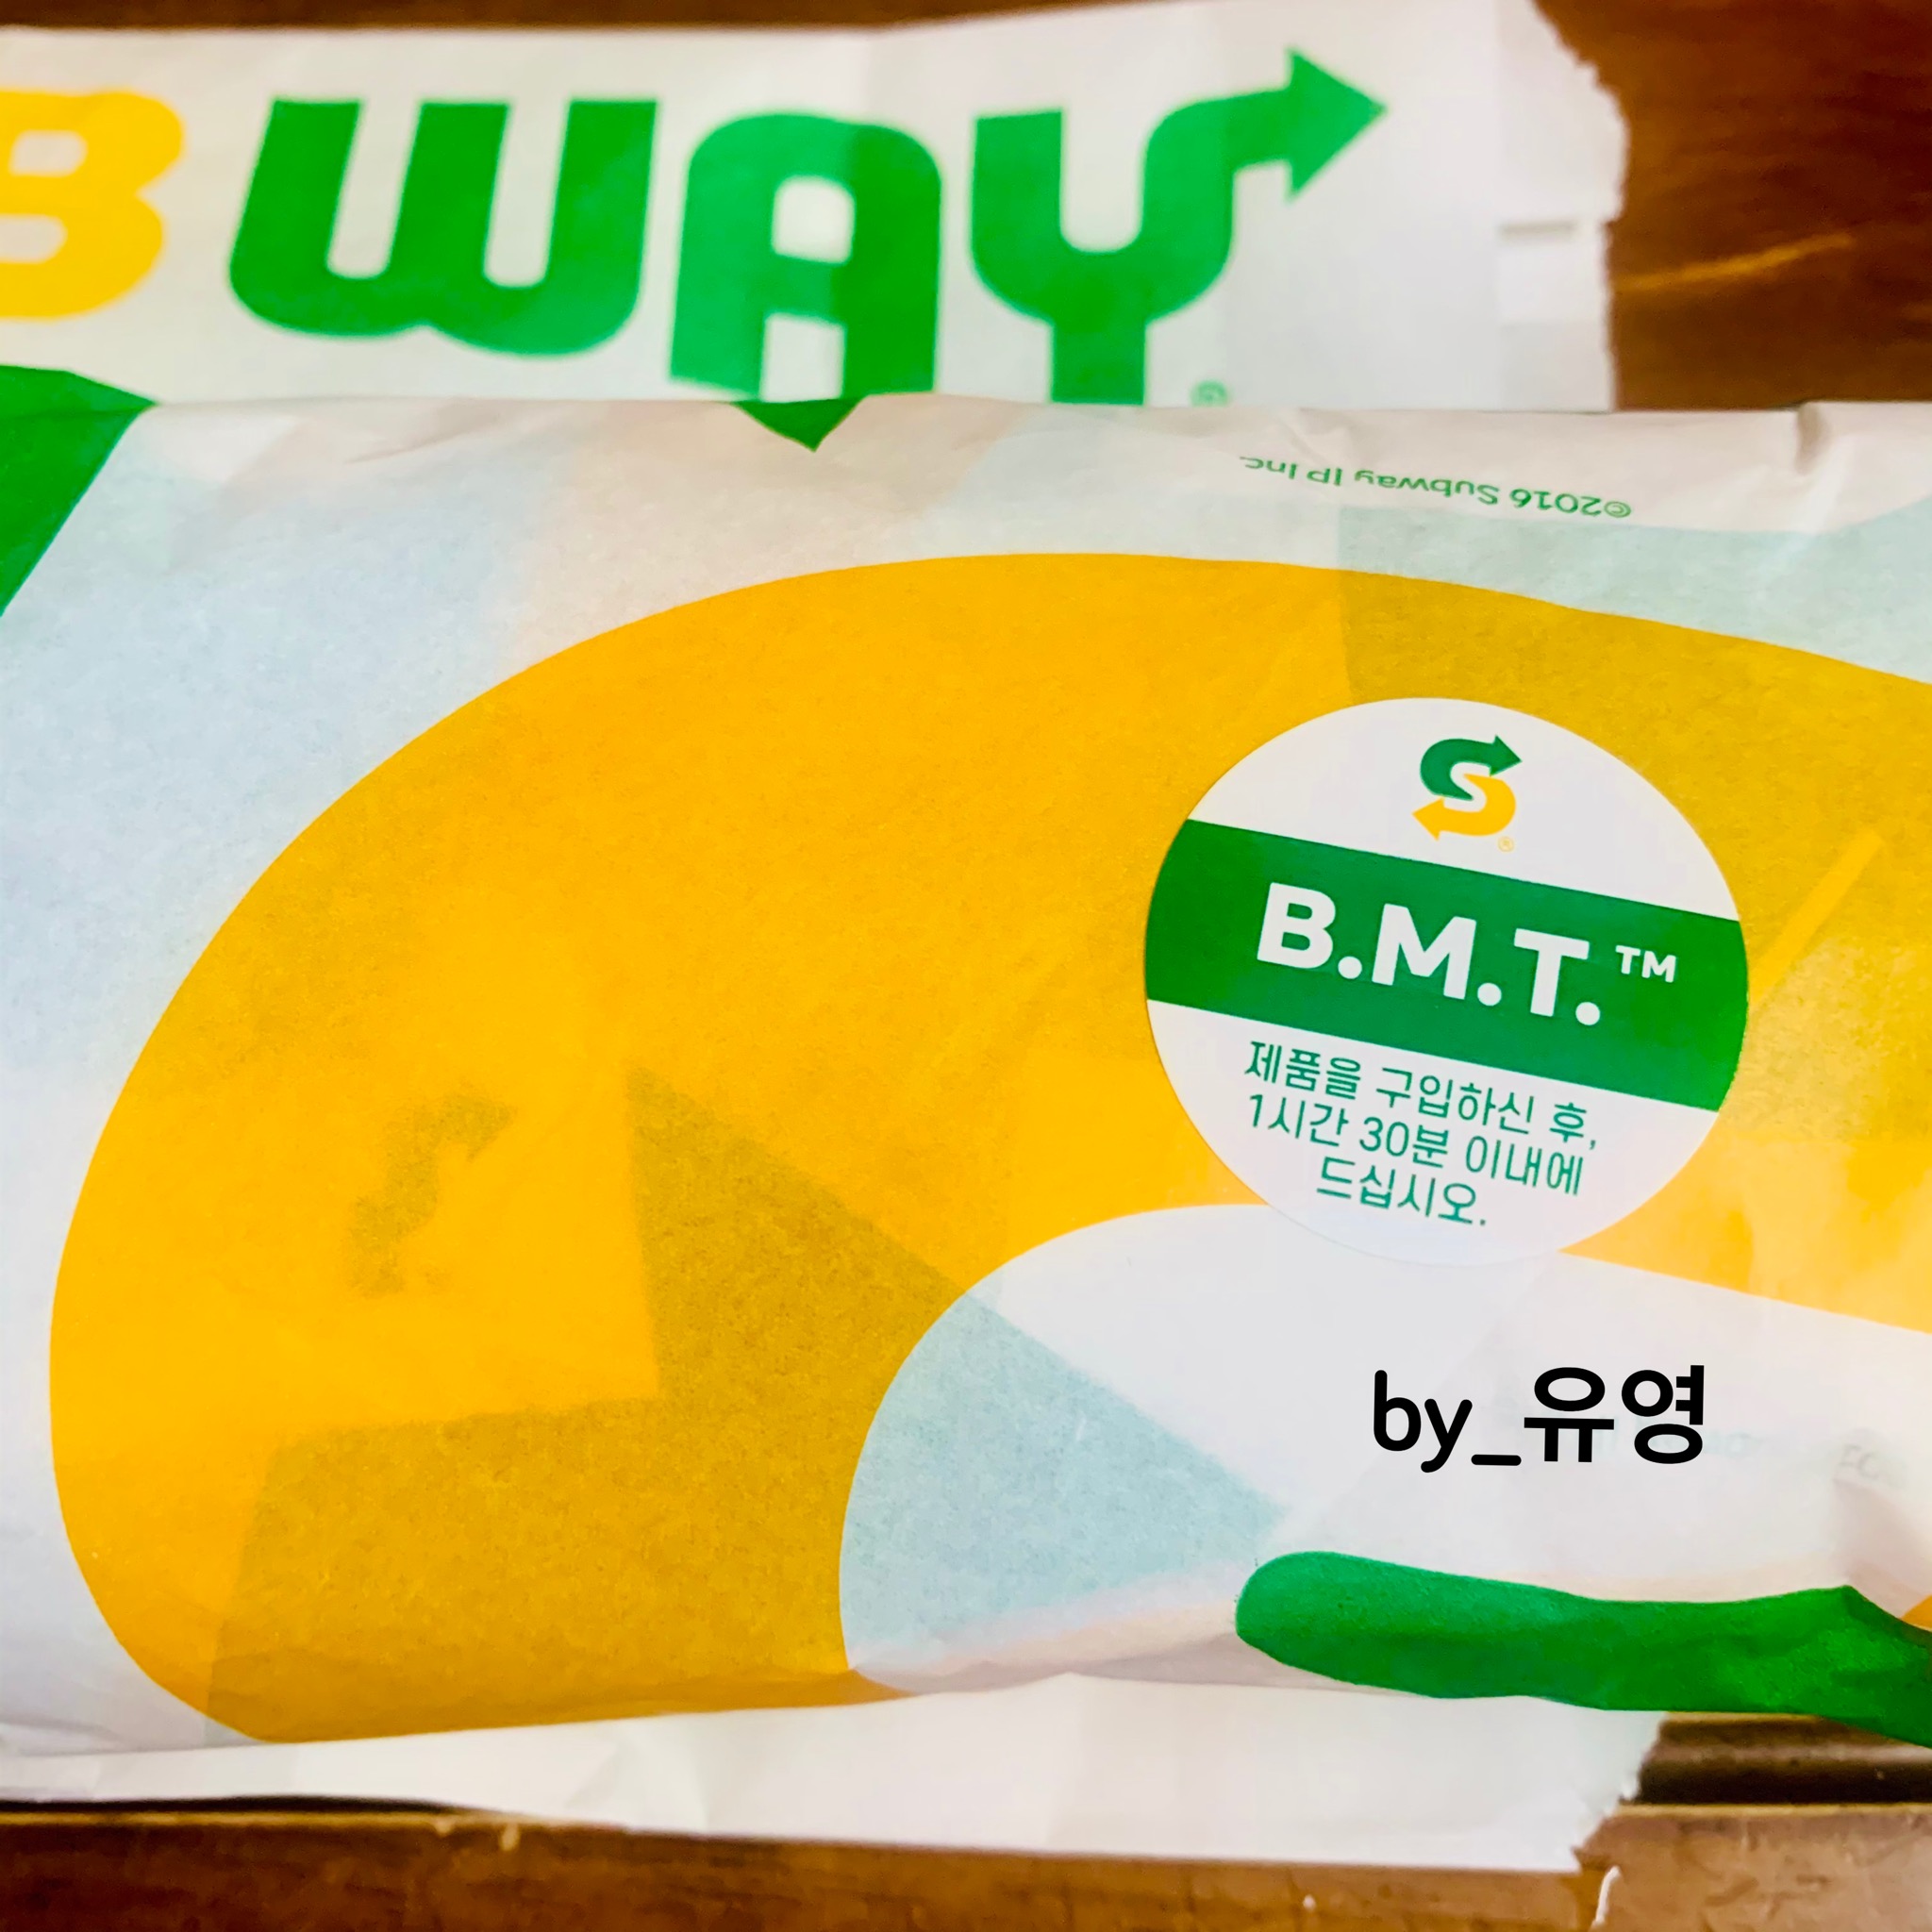 BWAY
©2016 Subway IP Inc.
S
B.M.T.™
제품을 구입하신 후,
1시간 30분 이내에
드십시오.
by_유영